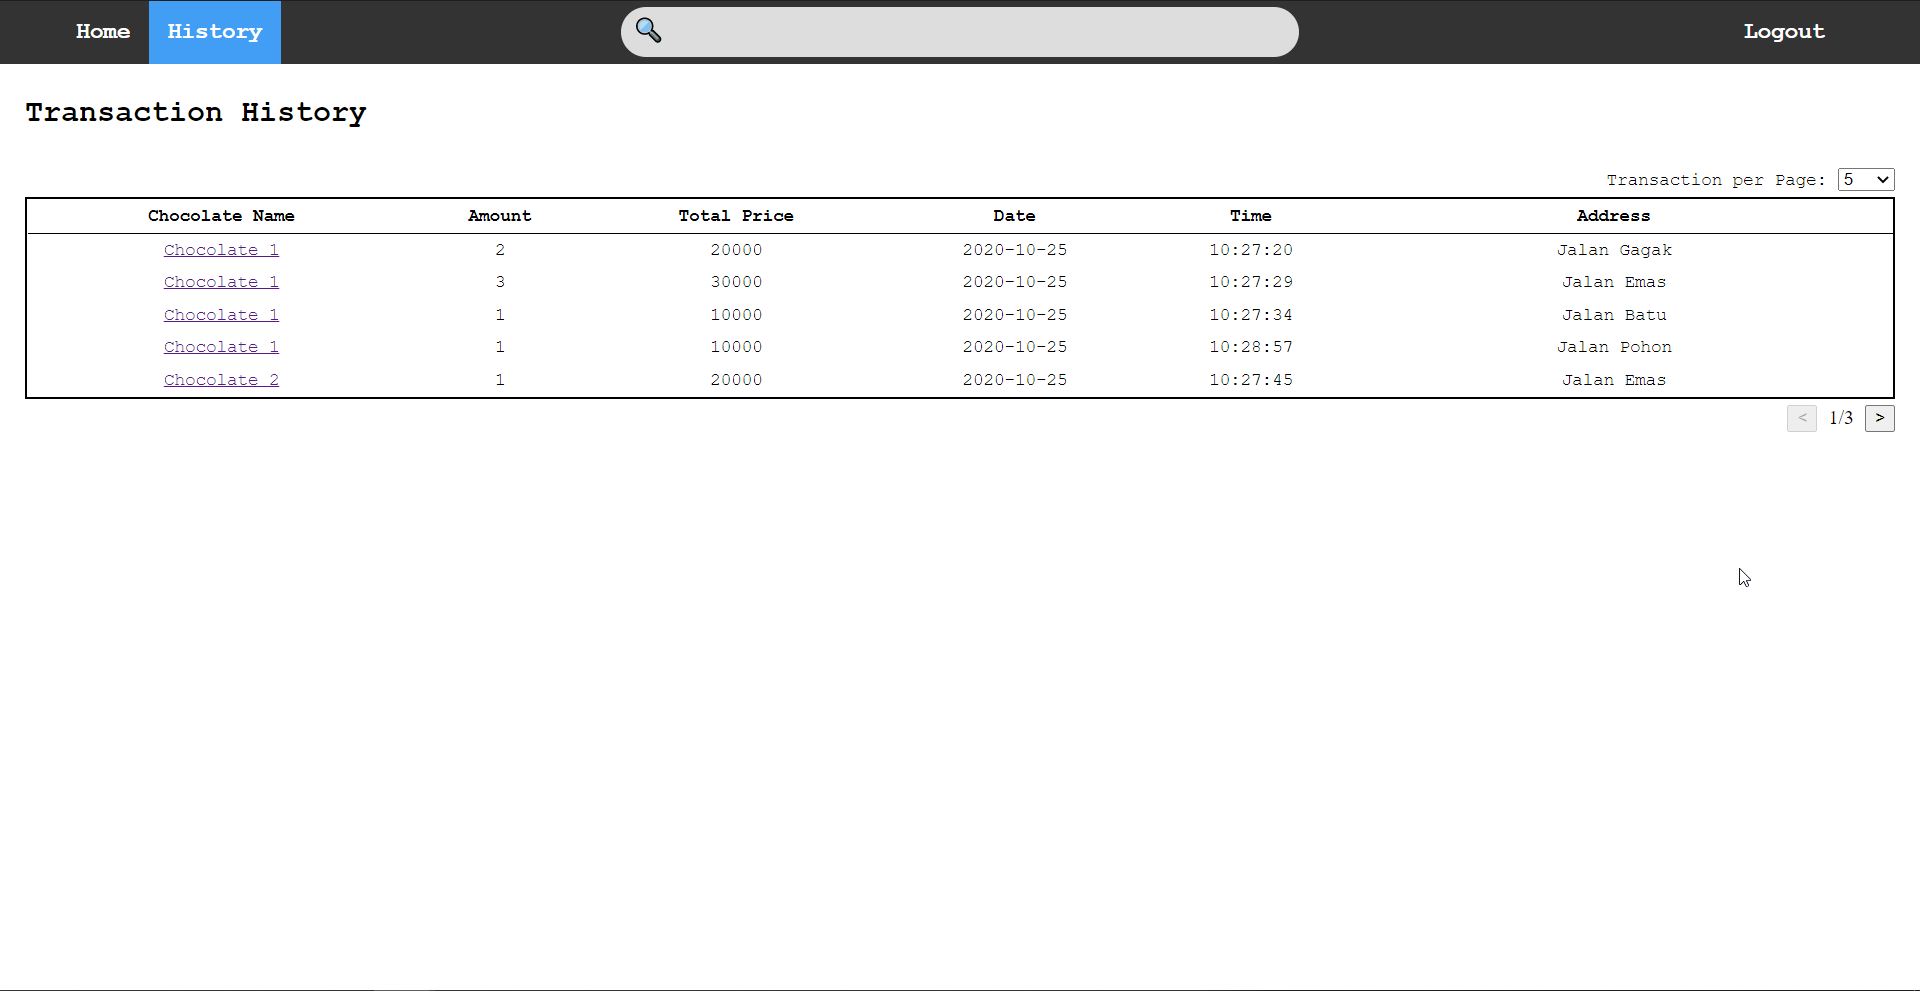 Home History Logout
Transaction History
Transaction per Page: 5
Chocolate Name Amount Total Price Date Time Address
Chocolate 1 2 20000 2020-10-25 10:27:20 Jalan Gagak
Chocolate 1 3 30000 2020-10-25 10:27:29 Jalan Emas
Chocolate 1 1 10000 2020-10-25 10:27:34 Jalan Batu
Chocolate 1 1 10000 2020-10-25 10:28:57 Jalan Pohon
Chocolate 2 1 20000 2020-10-25 10:27:45 Jalan Emas
< 1/3 >